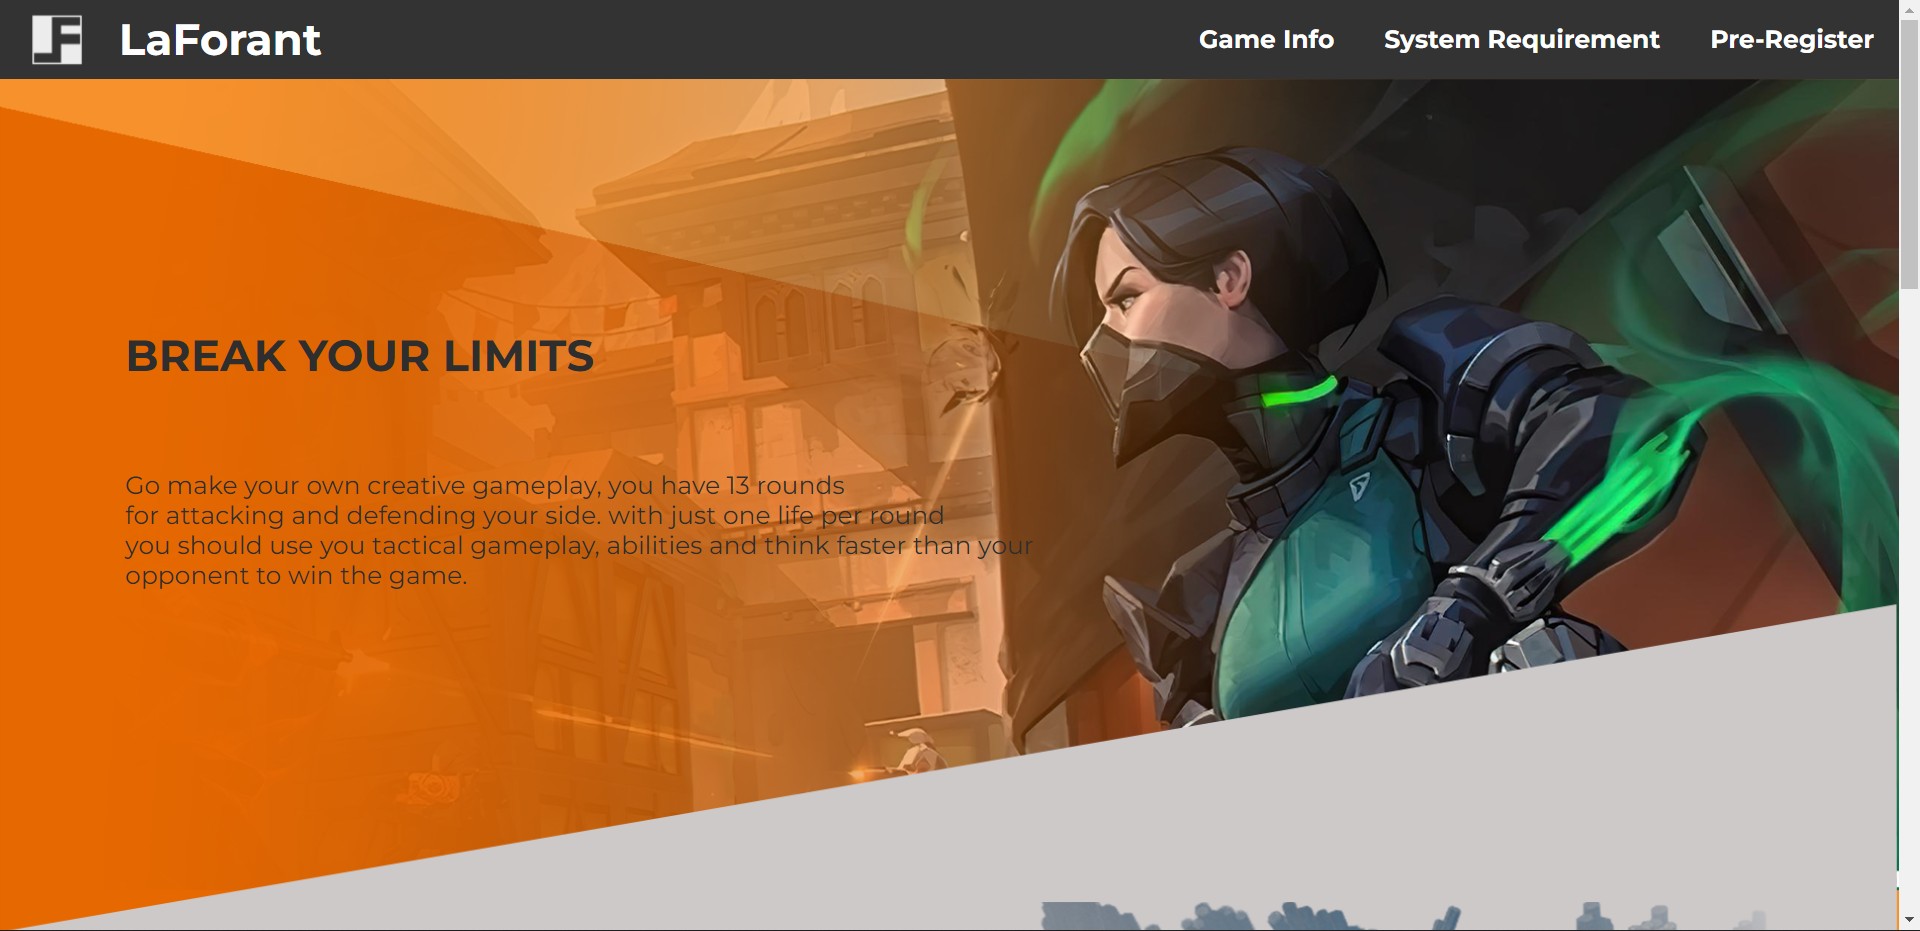 LaForant
Game Info
System Requirement
Pre-Register
BREAK YOUR LIMITS
Go make your own creative gameplay, you have 13 rounds
for attacking and defending your side. with just one life per round
you should use you tactical gameplay, abilities and think faster than your
opponent to win the game.